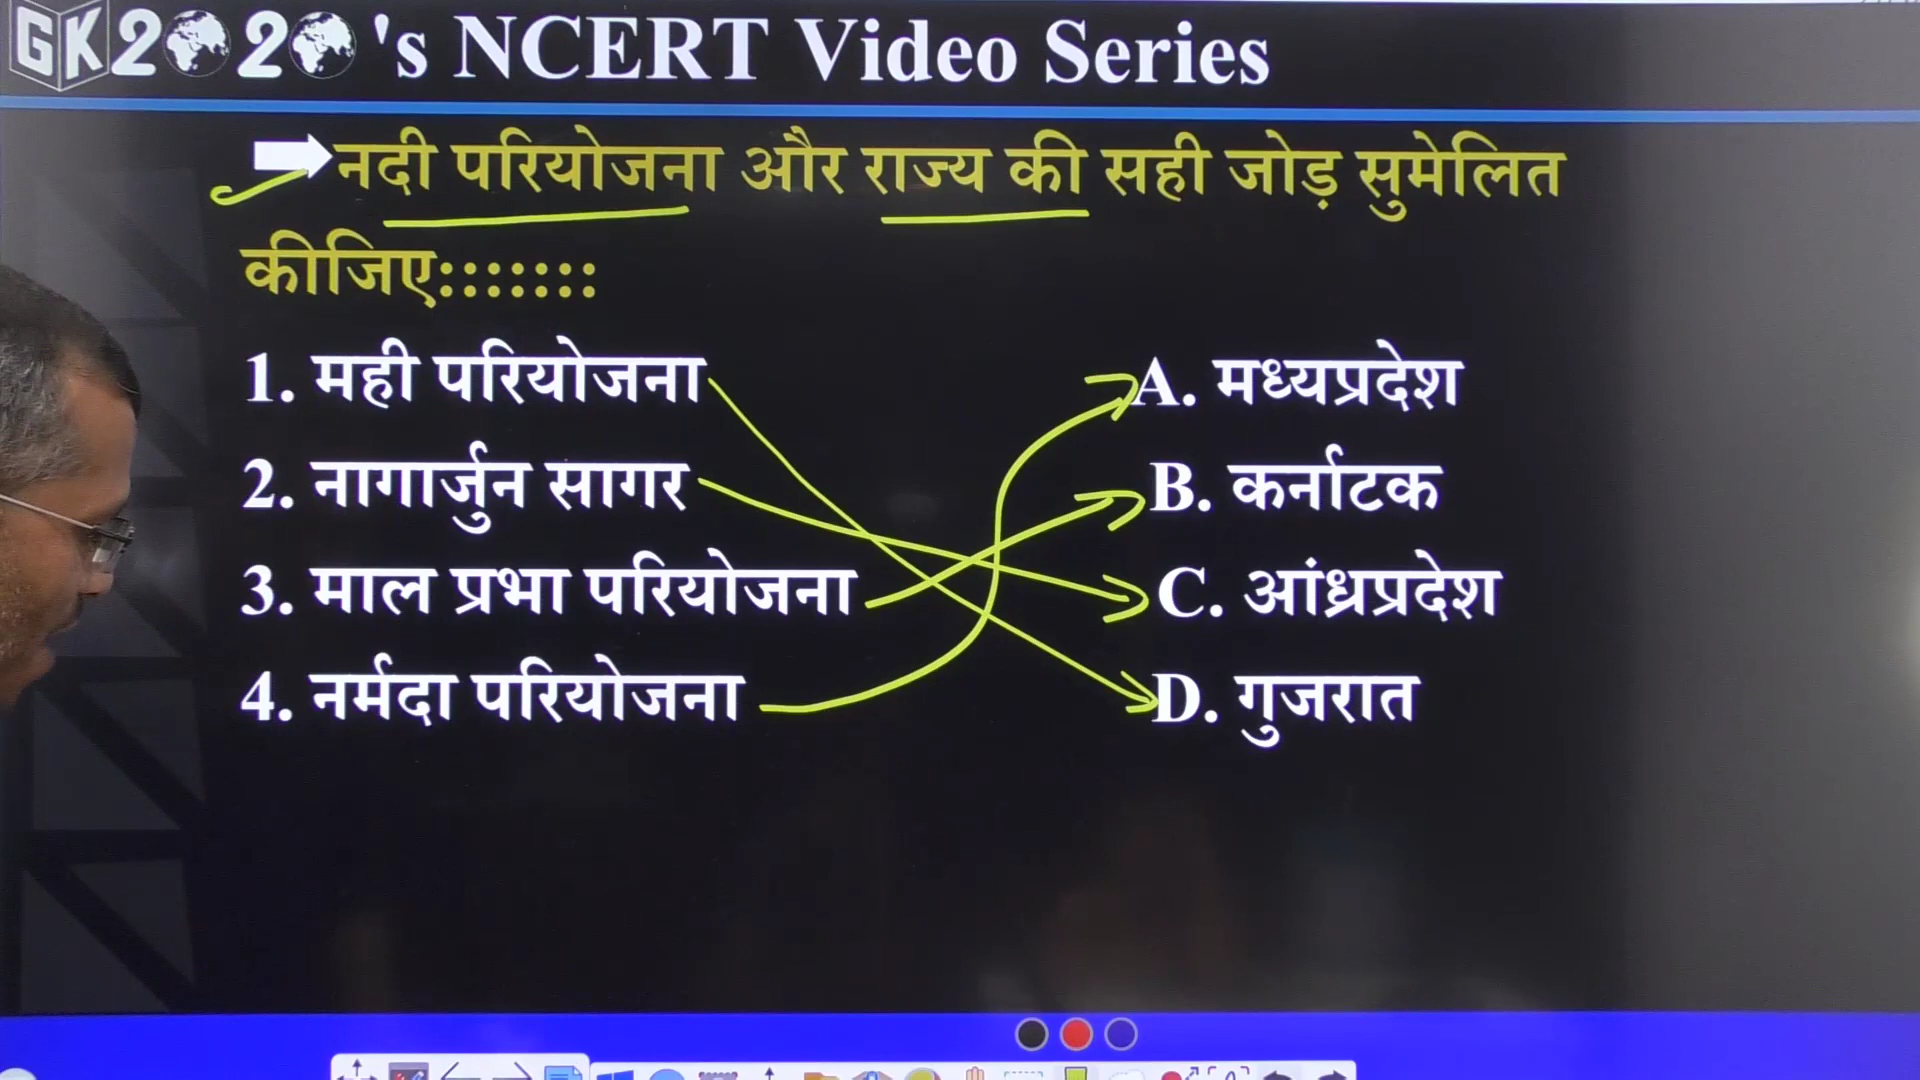 GK2020's NCERT Video Series
नदी परियोजना और राज्य की सही जोड़ सुमेलित
कीजिए:::::::
1. मही परियोजना A. मध्यप्रदेश
2. नागार्जुन सागर B. कर्नाटक
3. माल प्रभा परियोजना C. आंध्रप्रदेश
4. नर्मदा परियोजना D. गुजरात